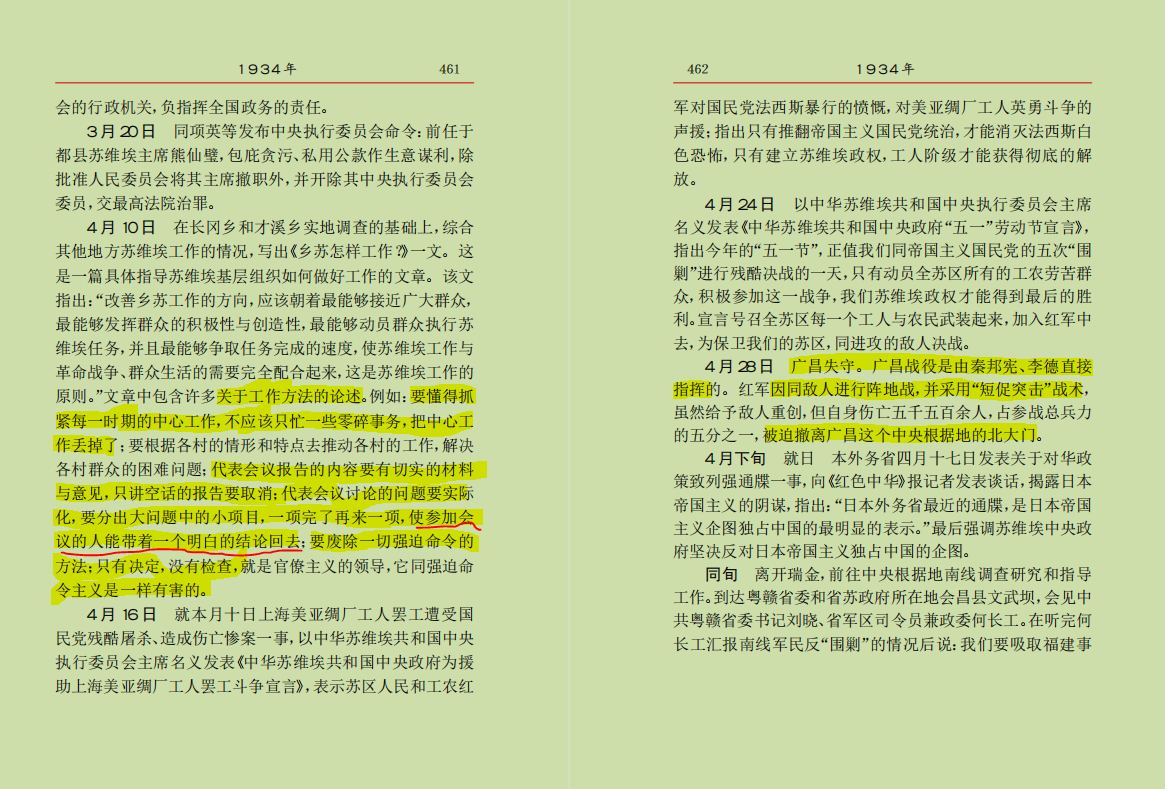 1934年 461
会的行政机关，负指挥全国政务的责任。
3月20日 同项英等发布中央执行委员会命令：前任于
都县苏维埃主席熊仙璧，包庇贪污、私用公款作生意谋利，除
批准人民委员会将其主席撤职外，并开除其中央执行委员会
委员，交最高法院治罪。
4月10日 在长冈乡和才溪乡实地调查的基础上，综合
其他地方苏维埃工作的情况，写出《乡苏怎样工作？》一文。这
是一篇具体指导苏维埃基层组织如何做好工作的文章。该文
指出：“改善乡苏工作的方向，应该朝着最能够接近广大群众，
最能够发挥群众的积极性与创造性，最能够动员群众执行苏
维埃任务，并且最能够争取任务完成的速度，使苏维埃工作与
革命战争、群众生活的需要完全配合起来，这是苏维埃工作的
原则。”文章中包含许多关于工作方法的论述。例如：要懂得抓
紧每一时期的中心工作，不应该只忙一些零碎事务，把中心工
作丢掉了；要根据各村的情形和特点去推动各村的工作，解决
各村群众的困难问题；代表会议报告的内容要有切实的材料
与意见，只讲空话的报告要取消；代表会议讨论的问题要实际
化，要分出大问题中的小项目，一项完了再来一项，使参加会
议的人能带着一个明白的结论回去；要废除一切强迫命令的
方法；只有决定，没有检查，就是官僚主义的领导，它同强迫命
令主义是一样有害的。
4月16日 就本月十日上海美亚绸厂工人罢工遭受国
民党残酷屠杀、造成伤亡惨案一事，以中华苏维埃共和国中央
执行委员会主席名义发表《中华苏维埃共和国中央政府为援
助上海美亚绸厂工人罢工斗争宣言》，表示苏区人民和工农红
462 1934年
军对国民党法西斯暴行的愤慨，对美亚绸厂工人英勇斗争的
声援；指出只有推翻帝国主义国民党统治，才能消灭法西斯白
色恐怖，只有建立苏维埃政权，工人阶级才能获得彻底的解
放。
4月24日 以中华苏维埃共和国中央执行委员会主席
名义发表《中华苏维埃共和国中央政府“五一”劳动节宣言》，
指出今年的“五一节”，正值我们同帝国主义国民党的五次“围
剿”进行残酷决战的一天，只有动员全苏区所有的工农劳苦群
众，积极参加这一战争，我们苏维埃政权才能得到最后的胜
利。宣言号召全苏区每一个工人与农民武装起来，加入红军中
去，为保卫我们的苏区，同进攻的敌人决战。
4月28日 广昌失守。广昌战役是由秦邦宪、李德直接
指挥的。红军因同敌人进行阵地战，并采用“短促突击”战术，
虽然给予敌人重创，但自身伤亡五千五百余人，占参战总兵力
的五分之一，被迫撤离广昌这个中央根据地的北大门。
4月下旬 就日 本外务省四月十七日发表关于对华政
策致列强通牒一事，向《红色中华》报记者发表谈话，揭露日本
帝国主义的阴谋，指出：“日本外务省最近的通牒，是日本帝国
主义企图独占中国的最明显的表示。”最后强调苏维埃中央政
府坚决反对日本帝国主义独占中国的企图。
同旬 离开瑞金，前往中央根据地南线调查研究和指导
工作。到达粤赣省委和省苏政府所在地会昌县文武坝，会见中
共粤赣省委书记刘晓、省军区司令员兼政委何长工。在听完何
长工汇报南线军民反“围剿”的情况后说：我们要吸取福建事